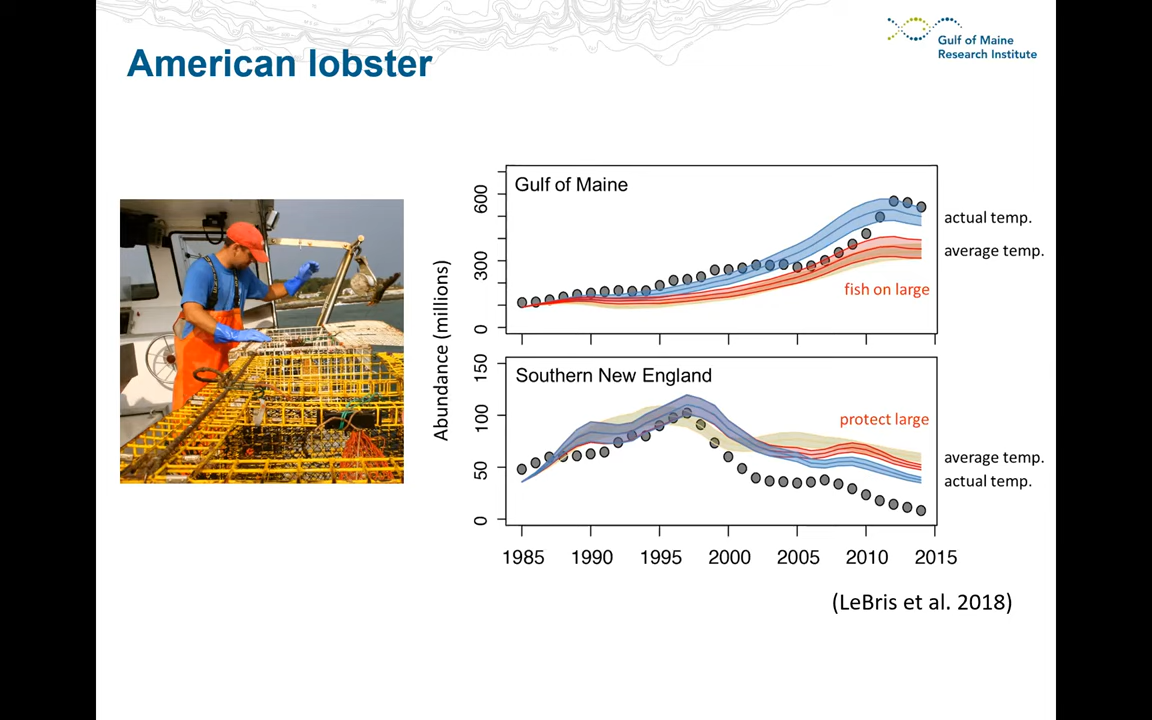 American lobster
Gulf of Maine
Research Institute
Abundance (millions)
Gulf of Maine
600
300
0
actual temp.
average temp.
fish on large
Southern New England
150
100
50
0
protect large
average temp.
actual temp.
1985 1990 1995 2000 2005 2010 2015
(LeBris et al. 2018)